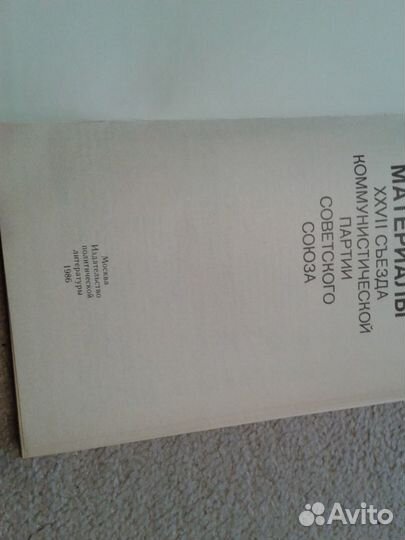 МАТЕРИАЛЫ
XXVII СЪЕЗДА
КОММУНИСТИЧЕСКОЙ
ПАРТИИ
СОВЕТСКОГО
СОЮЗА
Москва
Издательство
политической
литературы
1986
Avito